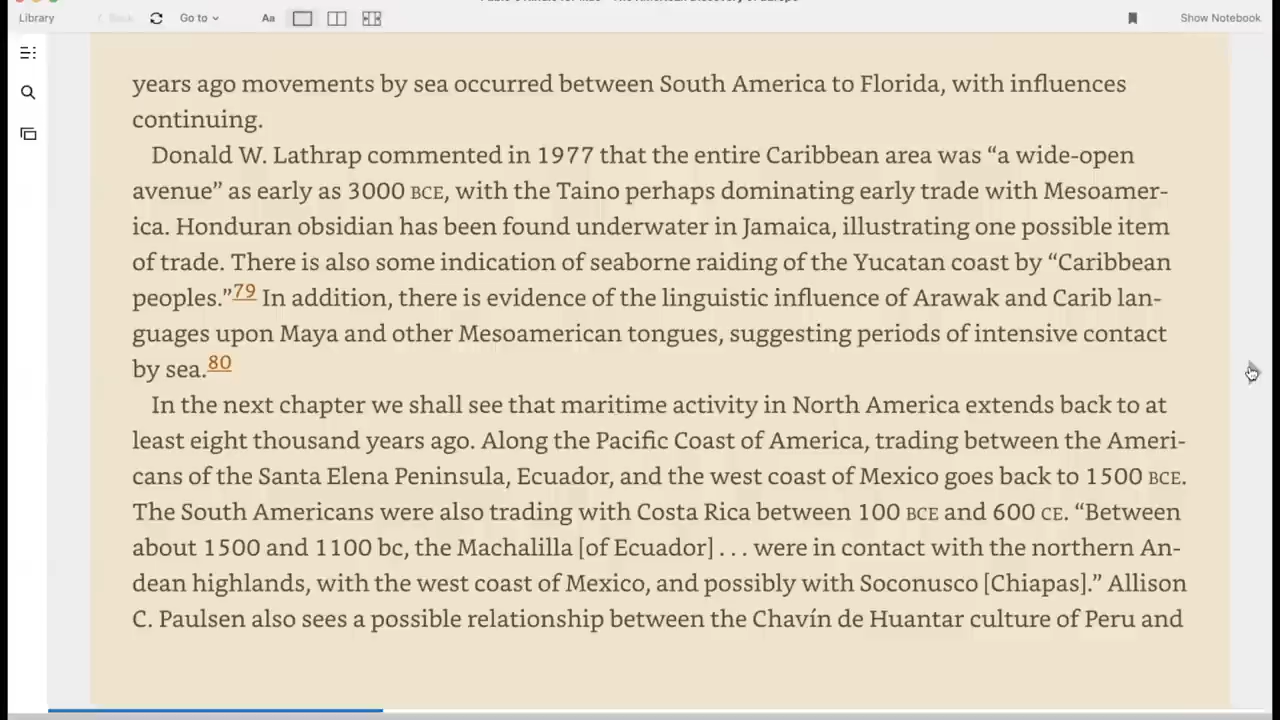 Library
Back
Go to
Aa
Show Notebook
years ago movements by sea occurred between South America to Florida, with influences
continuing.
Donald W. Lathrap commented in 1977 that the entire Caribbean area was “a wide-open
avenue” as early as 3000 BCE, with the Taino perhaps dominating early trade with Mesoamer-
ica. Honduran obsidian has been found underwater in Jamaica, illustrating one possible item
of trade. There is also some indication of seaborne raiding of the Yucatan coast by “Caribbean
peoples.”79 In addition, there is evidence of the linguistic influence of Arawak and Carib lan-
guages upon Maya and other Mesoamerican tongues, suggesting periods of intensive contact
by sea.80
In the next chapter we shall see that maritime activity in North America extends back to at
least eight thousand years ago. Along the Pacific Coast of America, trading between the Ameri-
cans of the Santa Elena Peninsula, Ecuador, and the west coast of Mexico goes back to 1500 BCE.
The South Americans were also trading with Costa Rica between 100 BCE and 600 CE. “Between
about 1500 and 1100 bc, the Machalilla [of Ecuador] . . . were in contact with the northern An-
dean highlands, with the west coast of Mexico, and possibly with Soconusco [Chiapas].” Allison
C. Paulsen also sees a possible relationship between the Chavín de Huantar culture of Peru and